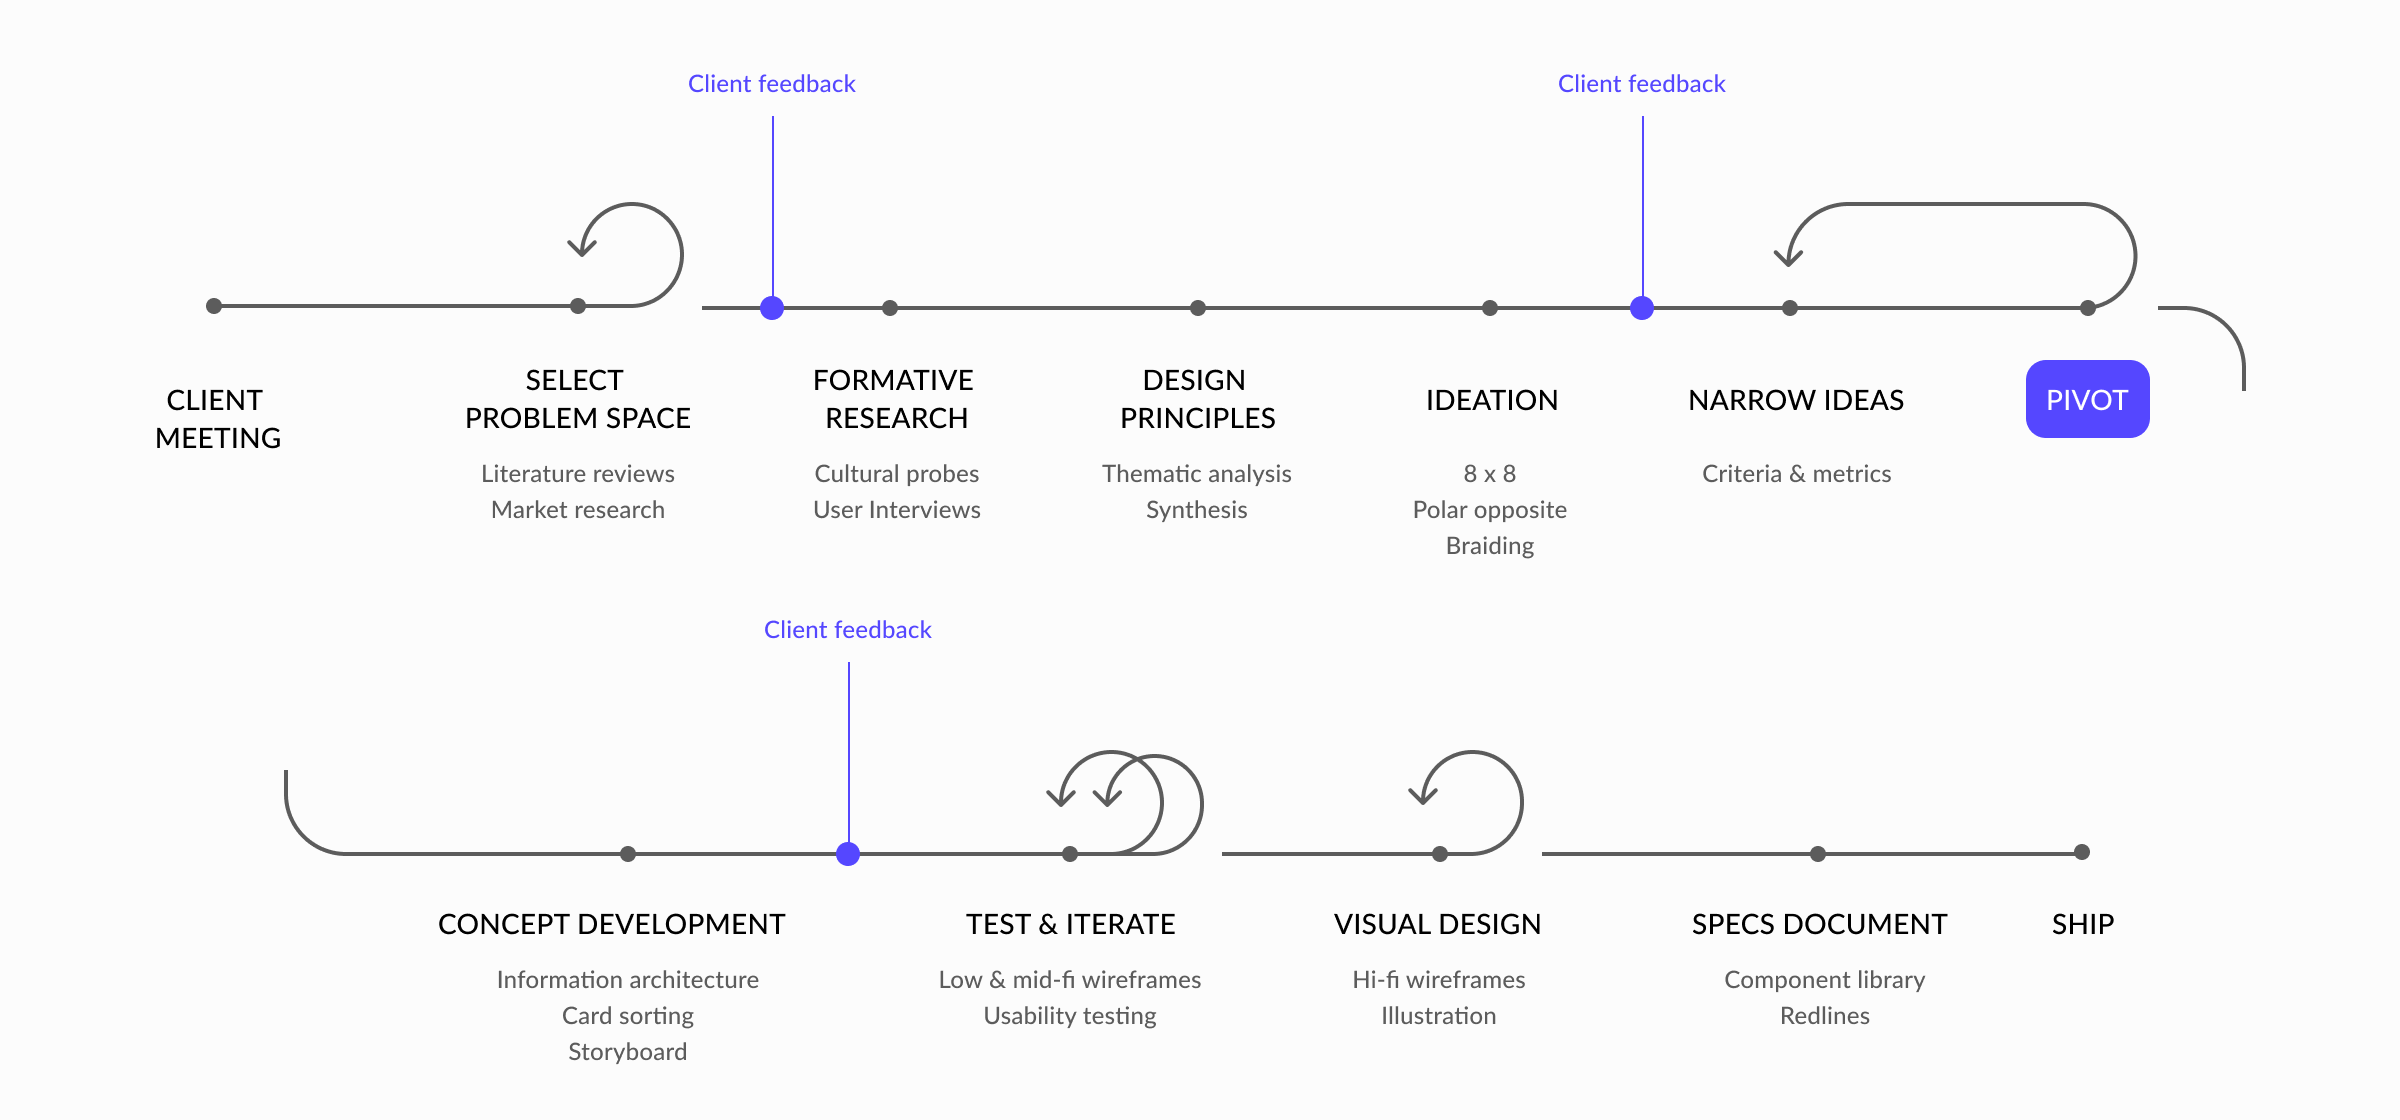 Client feedback
Client feedback
CLIENT
MEETING
SELECT
PROBLEM SPACE
Literature reviews
Market research
FORMATIVE
RESEARCH
Cultural probes
User Interviews
DESIGN
PRINCIPLES
Thematic analysis
Synthesis
IDEATION
8 x 8
Polar opposite
Braiding
NARROW IDEAS
Criteria & metrics
PIVOT
Client feedback
CONCEPT DEVELOPMENT
Information architecture
Card sorting
Storyboard
TEST & ITERATE
Low & mid-fi wireframes
Usability testing
VISUAL DESIGN
Hi-fi wireframes
Illustration
SPECS DOCUMENT
Component library
Redlines
SHIP